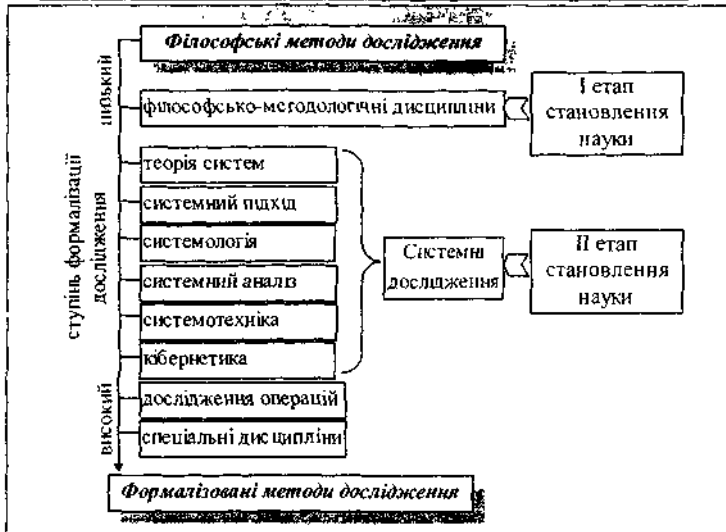 Філософські методи дослідження
низький
філософсько-методологічні дисципліни
І етап
становлення
науки
ступінь формалізації
дослідження
теорія систем
системний підхід
системологія
системний аналіз
системотехніка
кібернетика
Системні
дослідження
ІІ етап
становлення
науки
високий
дослідження операцій
спеціальні дисципліни
Формалізовані методи дослідження